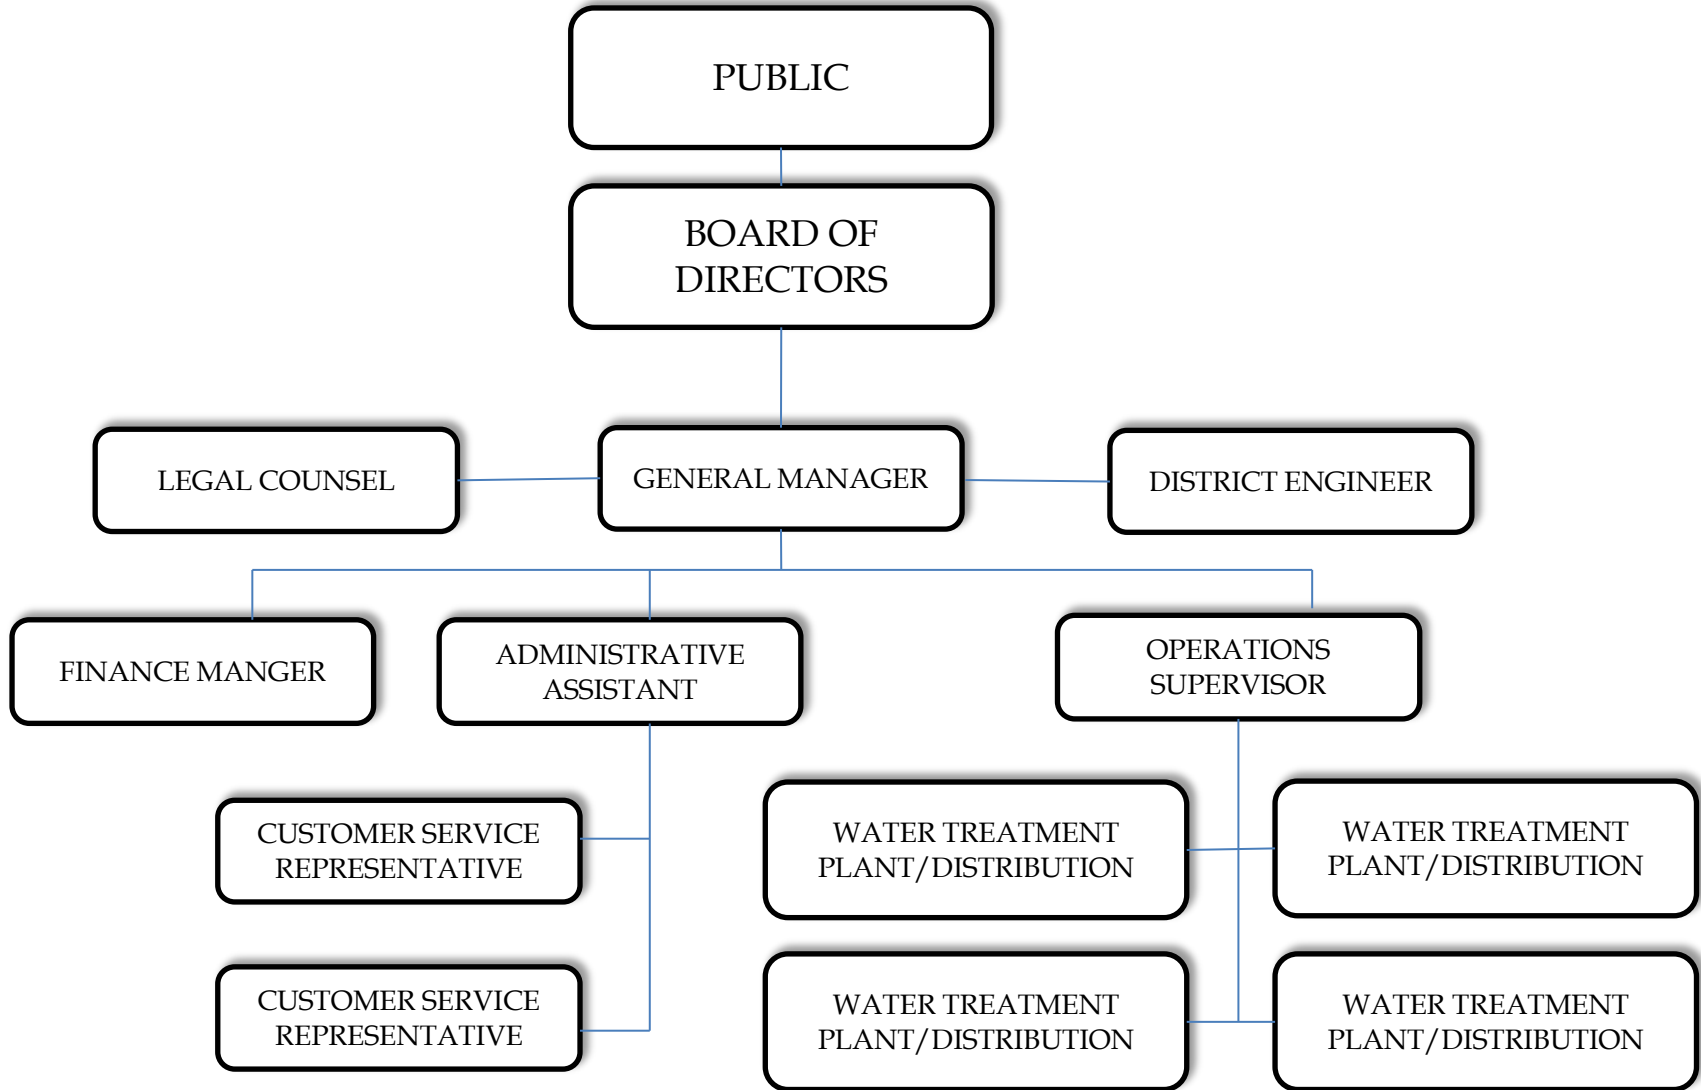 PUBLIC
BOARD OF
DIRECTORS
LEGAL COUNSEL
GENERAL MANAGER
DISTRICT ENGINEER
FINANCE MANGER
ADMINISTRATIVE
ASSISTANT
OPERATIONS
SUPERVISOR
CUSTOMER SERVICE
REPRESENTATIVE
WATER TREATMENT
PLANT/DISTRIBUTION
WATER TREATMENT
PLANT/DISTRIBUTION
CUSTOMER SERVICE
REPRESENTATIVE
WATER TREATMENT
PLANT/DISTRIBUTION
WATER TREATMENT
PLANT/DISTRIBUTION